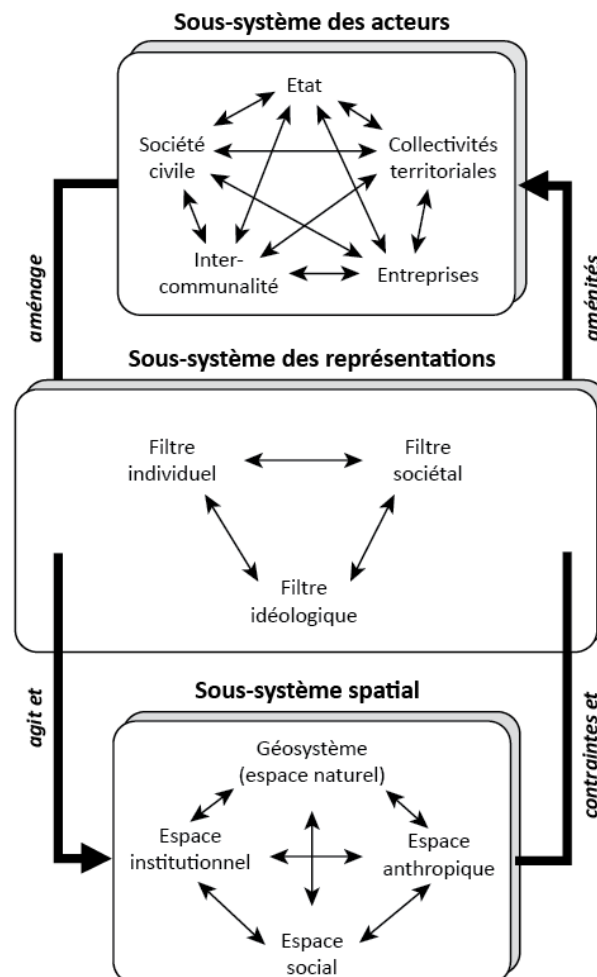 Sous-système des acteurs
Etat
Société
civile
Collectivités
territoriales
Inter-
communalité
Entreprises
aménage
aménités
Sous-système des représentations
Filtre
individuel
Filtre
sociétal
Filtre
idéologique
agit et
contraintes et
Sous-système spatial
Géosystème
(espace naturel)
Espace
institutionnel
Espace
anthropique
Espace
social